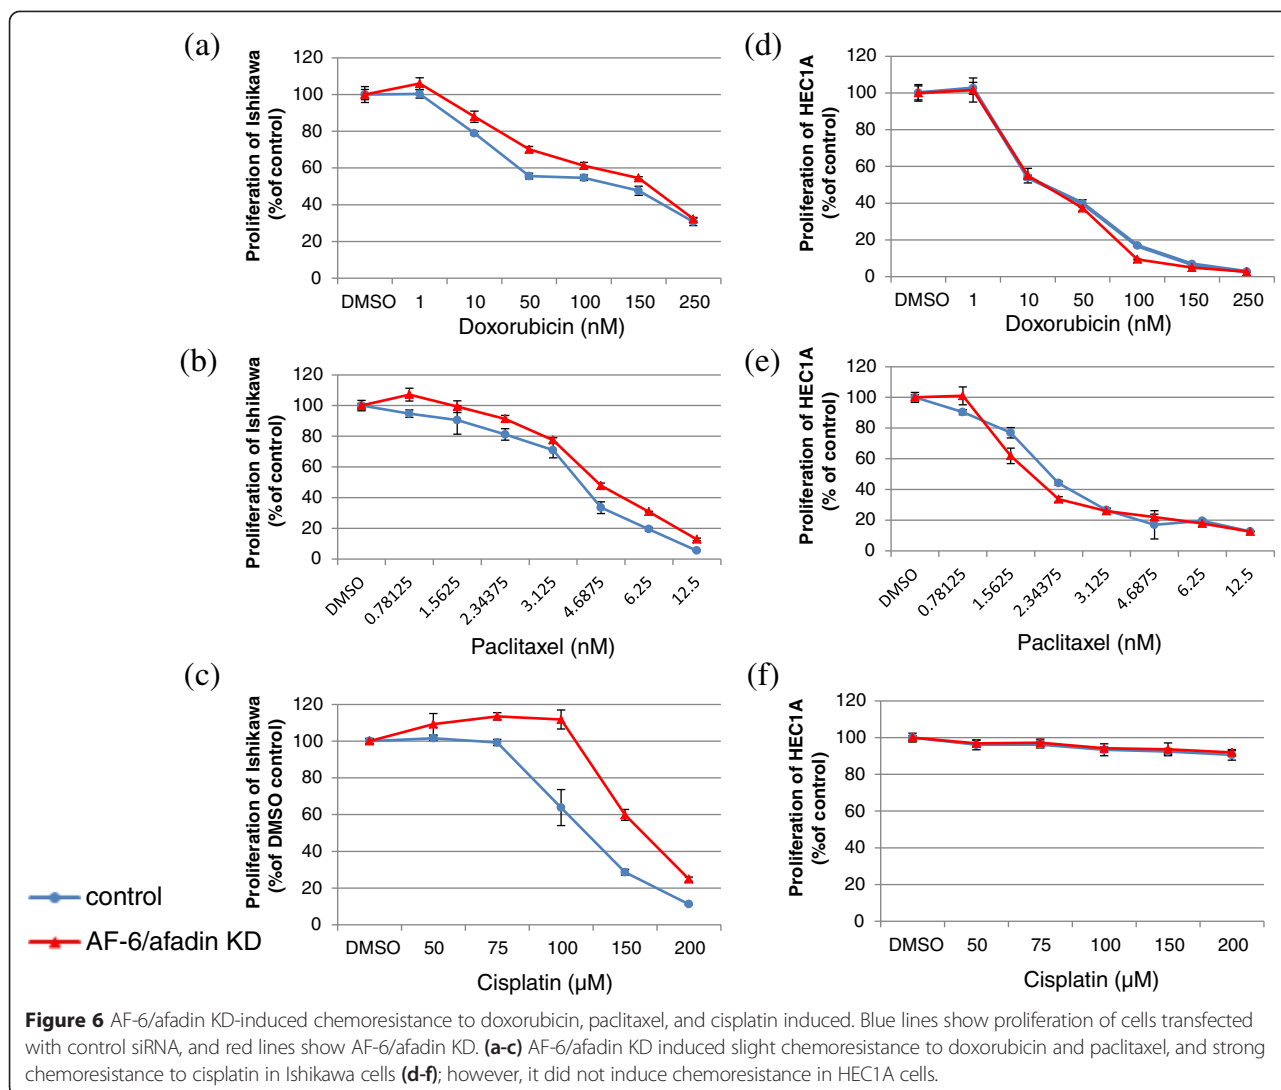 (a)
Proliferation of Ishikawa
(% of control)
120
100
80
60
40
20
0
DMSO 1 10 50 100 150 250
Doxorubicin (nM)
(d)
Proliferation of HEC1A
(%of control)
120
100
80
60
40
20
0
DMSO 1 10 50 100 150 250
Doxorubicin (nM)
(b)
Proliferation of Ishikawa
(%of control)
120
100
80
60
40
20
0
DMSO 0.78125 1.5625 2.34375 3.125 4.6875 6.25 12.5
Paclitaxel (nM)
(e)
Proliferation of HEC1A
(% of control)
120
100
80
60
40
20
0
DMSO 0.78125 1.5625 2.34375 3.125 4.6875 6.25 12.5
Paclitaxel (nM)
(c)
Proliferation of Ishikawa
(%of DMSO control)
120
100
80
60
40
20
0
DMSO 50 75 100 150 200
Cisplatin (µM)
(f)
Proliferation of HEC1A
(%of control)
120
100
80
60
40
20
0
DMSO 50 75 100 150 200
Cisplatin (µM)
control
AF-6/afadin KD
Figure 6 AF-6/afadin KD-induced chemoresistance to doxorubicin, paclitaxel, and cisplatin induced. Blue lines show proliferation of cells transfected
with control siRNA, and red lines show AF-6/afadin KD. (a-c) AF-6/afadin KD induced slight chemoresistance to doxorubicin and paclitaxel, and strong
chemoresistance to cisplatin in Ishikawa cells (d-f); however, it did not induce chemoresistance in HEC1A cells.